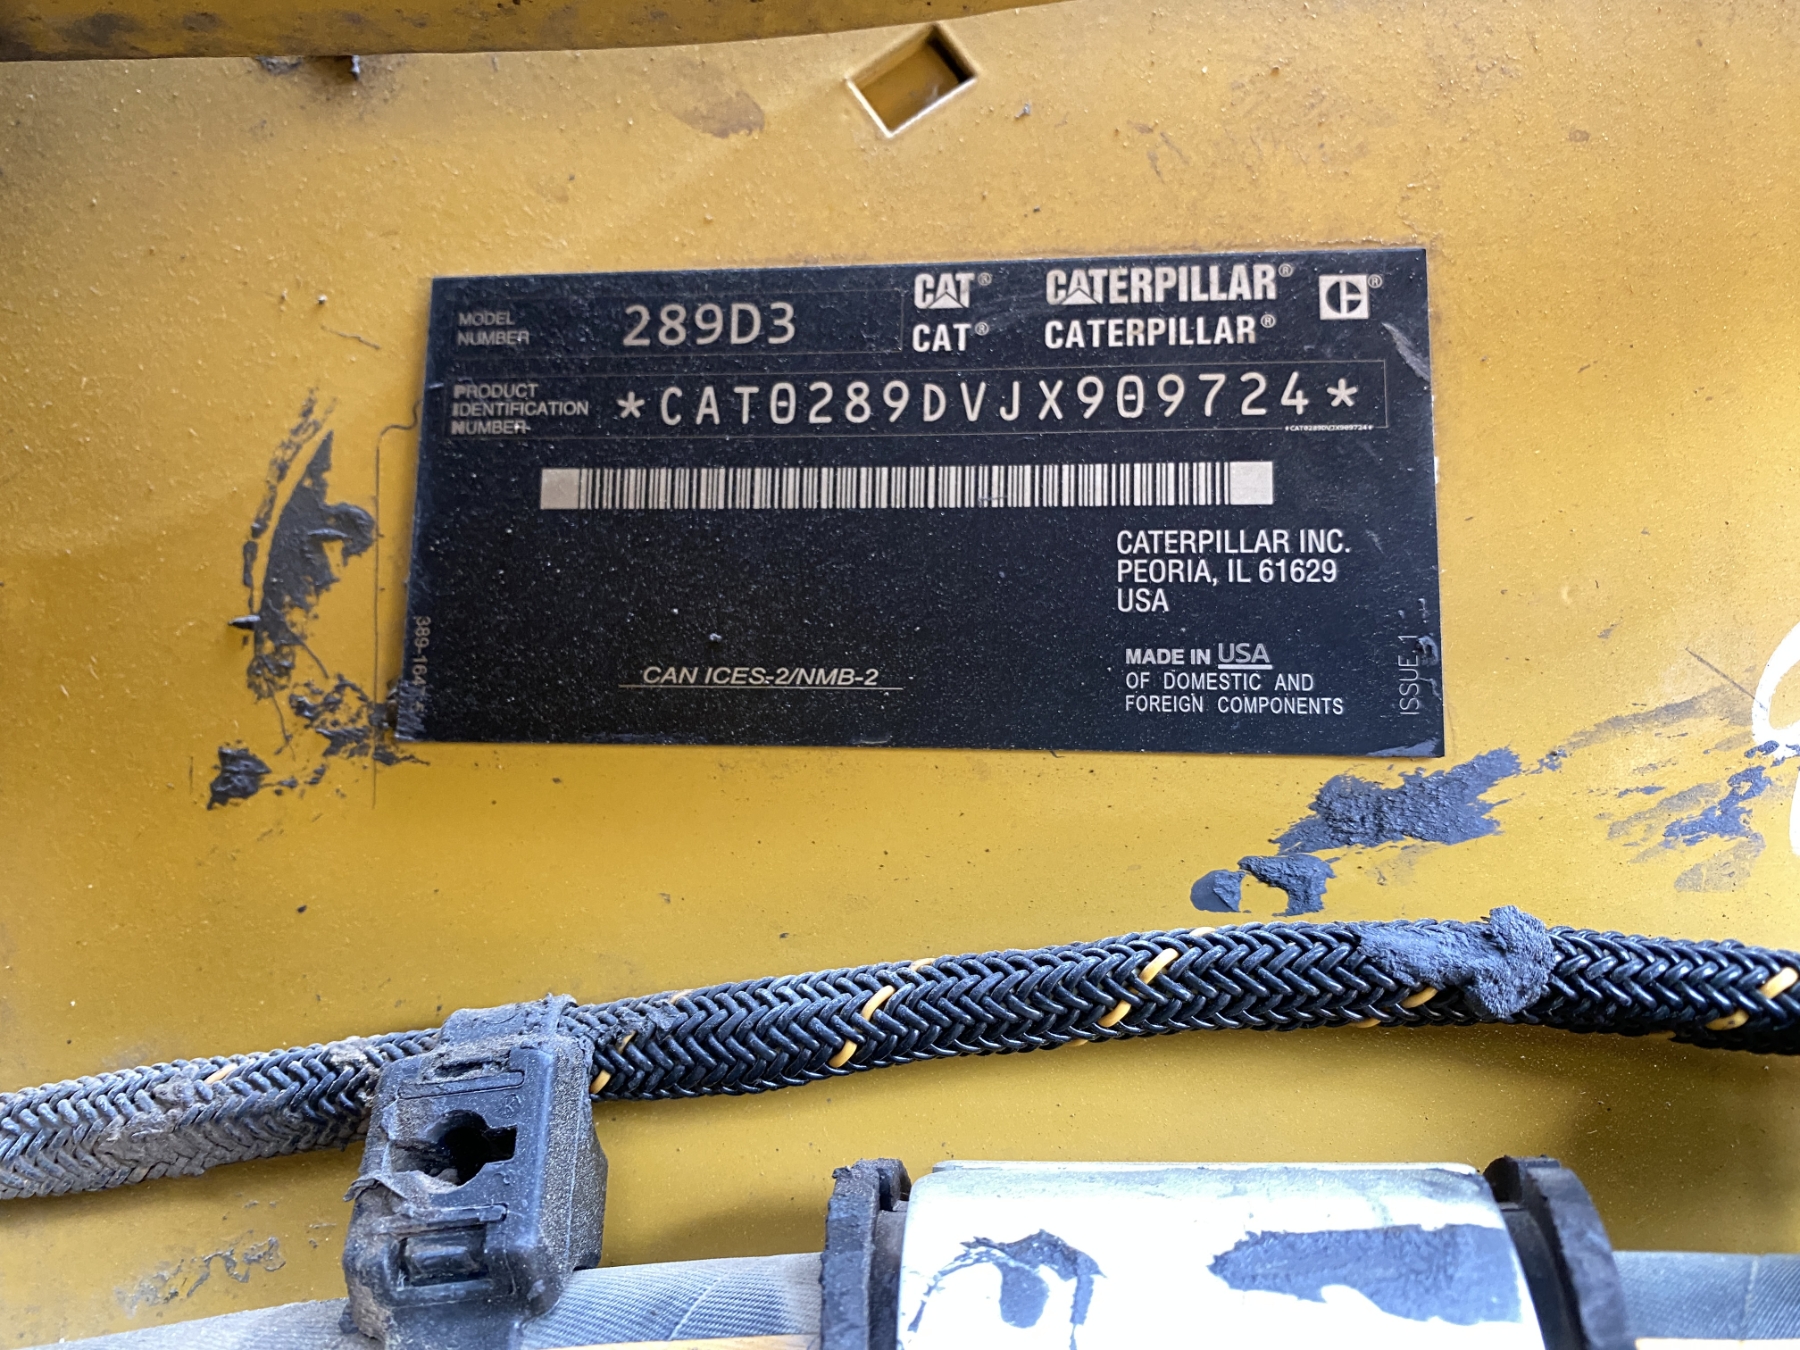 MODEL NUMBER 289D3
CAT® CATERPILLAR®
CAT® CATERPILLAR®
PRODUCT IDENTIFICATION NUMBER *CAT0289DVJX909724*
*CAT0289DVJX909724*
CATERPILLAR INC.
PEORIA, IL 61629
USA
CAN ICES-2/NMB-2
MADE IN USA
OF DOMESTIC AND
FOREIGN COMPONENTS
ISSUE 1